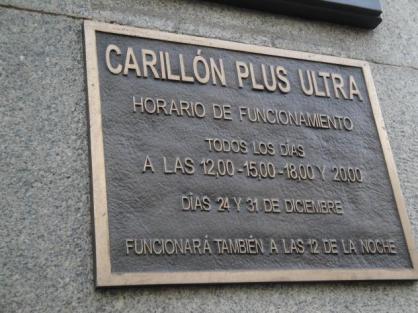 CARILLÓN PLUS ULTRA
HORARIO DE FUNCIONAMIENTO
TODOS LOS DÍAS
A LAS 12,00-15,00-18,00 Y 20,00
DÍAS 24 Y 31 DE DICIEMBRE
FUNCIONARÁ TAMBIÉN A LAS 12 DE LA NOCHE